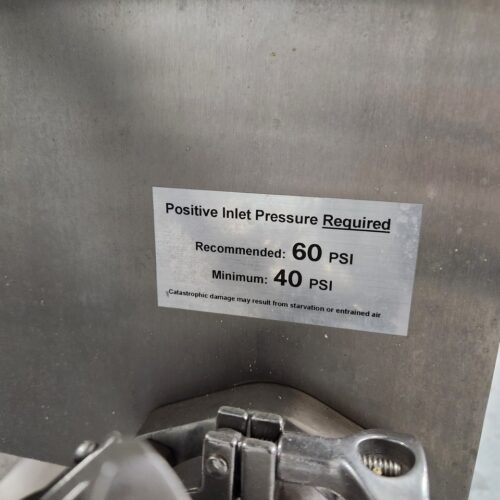 Positive Inlet Pressure Required
Recommended: 60 PSI
Minimum: 40 PSI
Catastrophic damage may result from starvation or entrained air